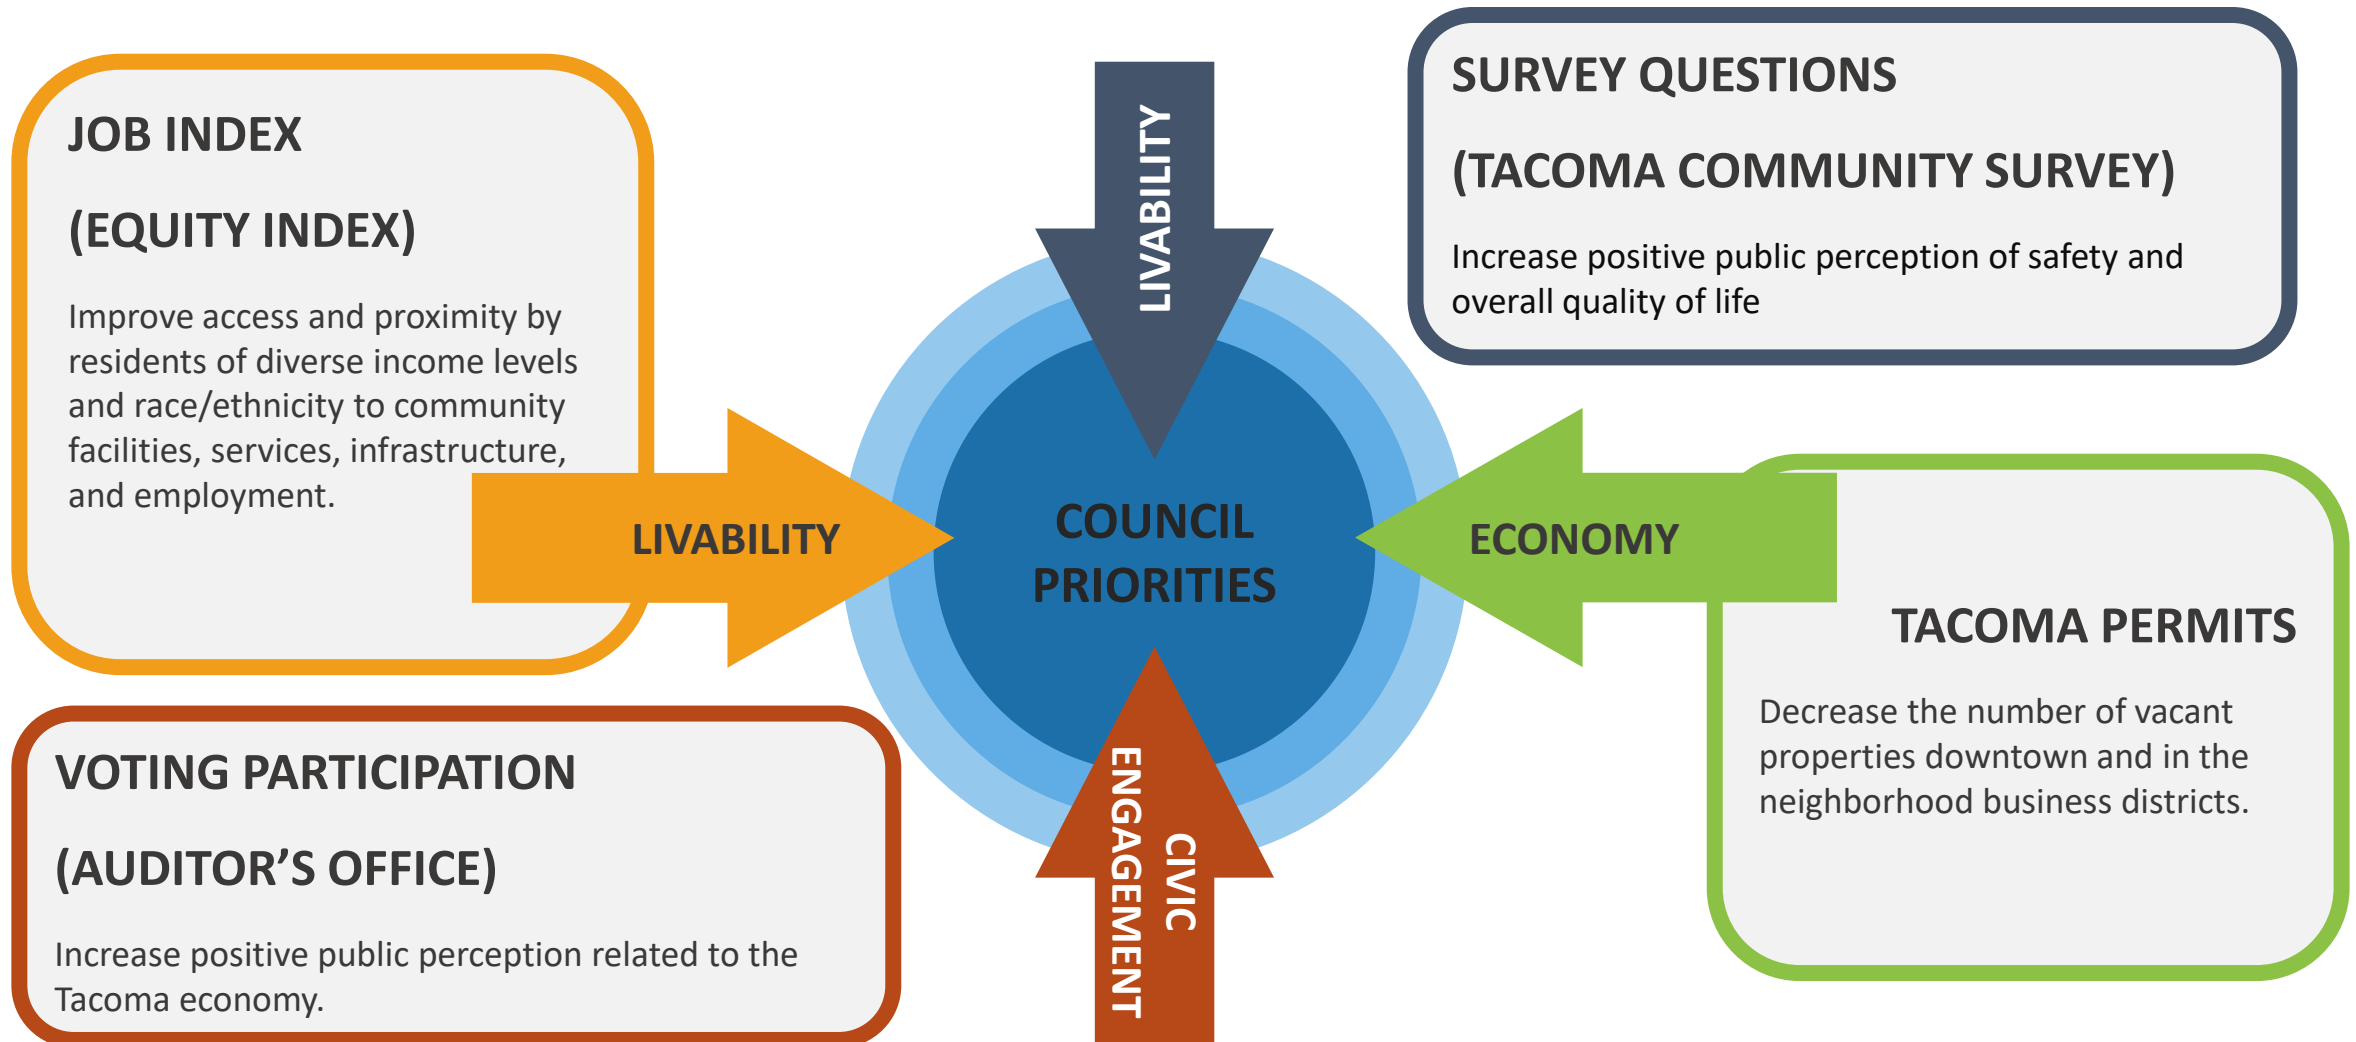 JOB INDEX
(EQUITY INDEX)
Improve access and proximity by
residents of diverse income levels
and race/ethnicity to community
facilities, services, infrastructure,
and employment.
LIVABILITY
LIVABILITY
SURVEY QUESTIONS
(TACOMA COMMUNITY SURVEY)
Increase positive public perception of safety and
overall quality of life
COUNCIL
PRIORITIES
ECONOMY
TACOMA PERMITS
Decrease the number of vacant
properties downtown and in the
neighborhood business districts.
VOTING PARTICIPATION
(AUDITOR’S OFFICE)
Increase positive public perception related to the
Tacoma economy.
CIVIC
ENGAGEMENT